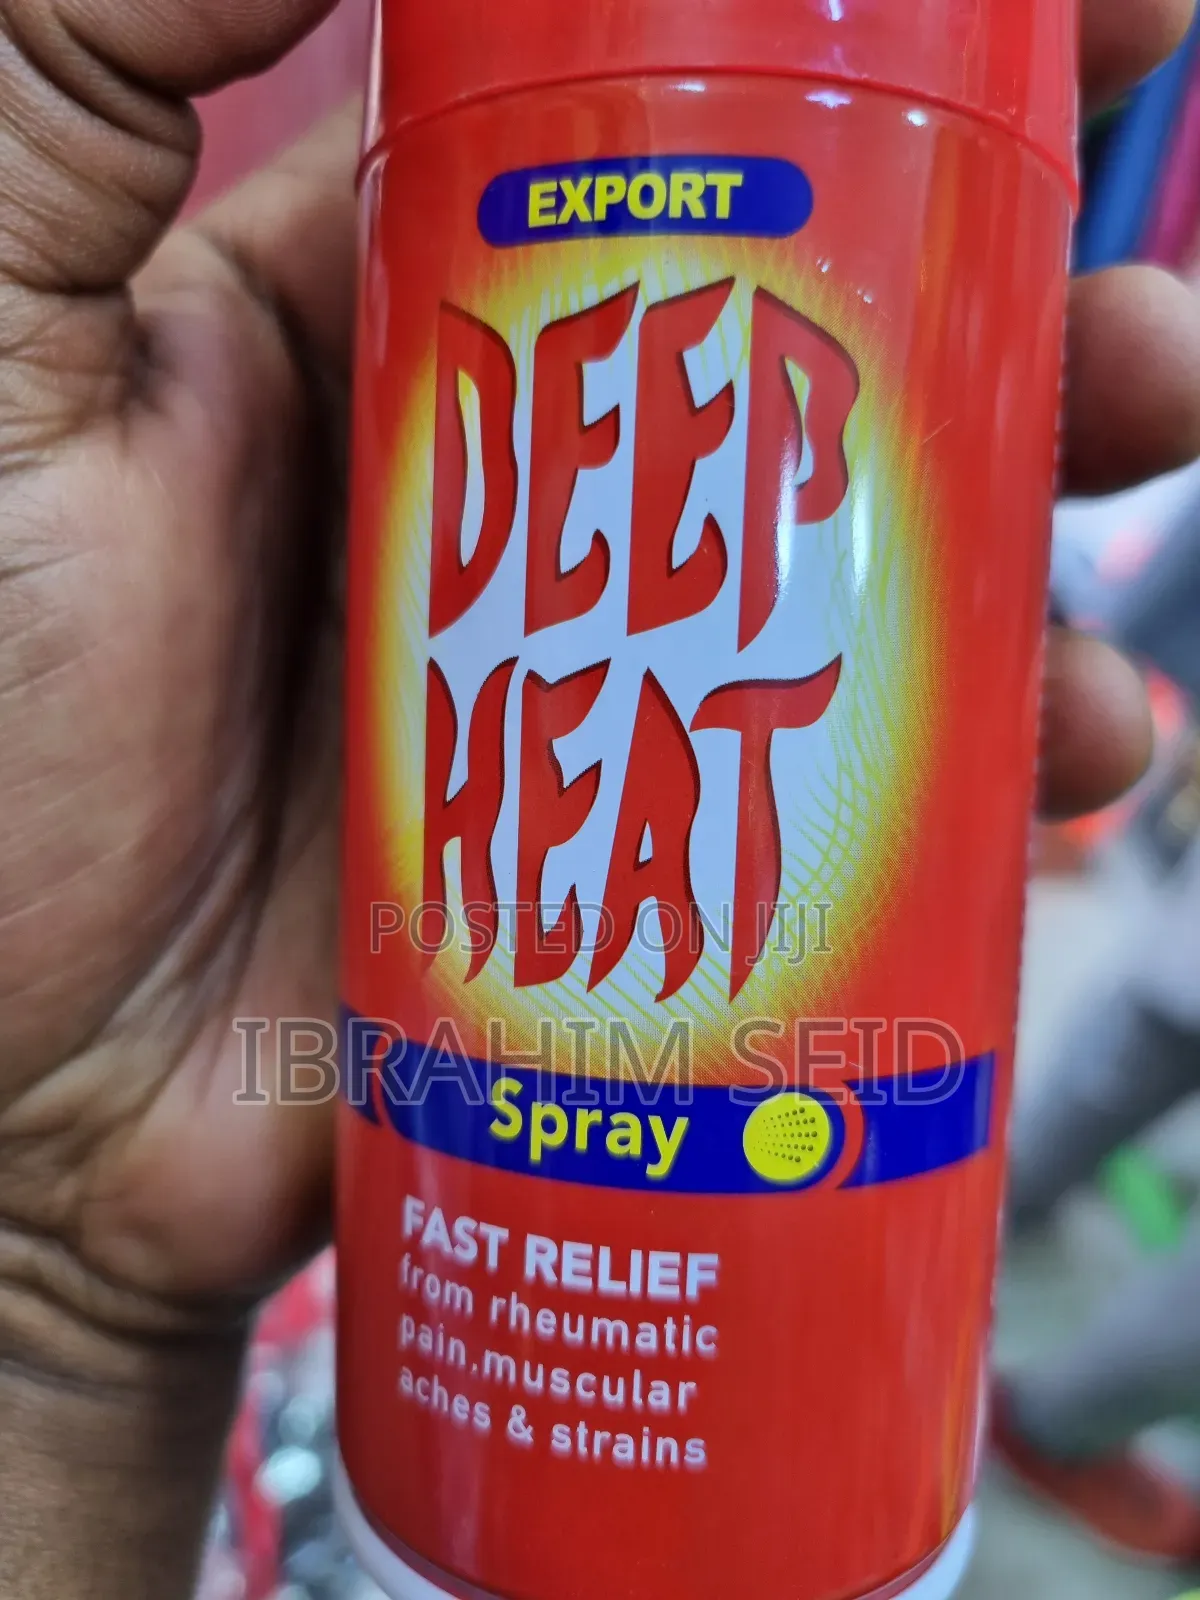 EXPORT
DEEP
HEAT
POSTED ON JIJI
IBRAHIM SEID
Spray
FAST RELIEF
from rheumatic
pain.muscular
aches & strains